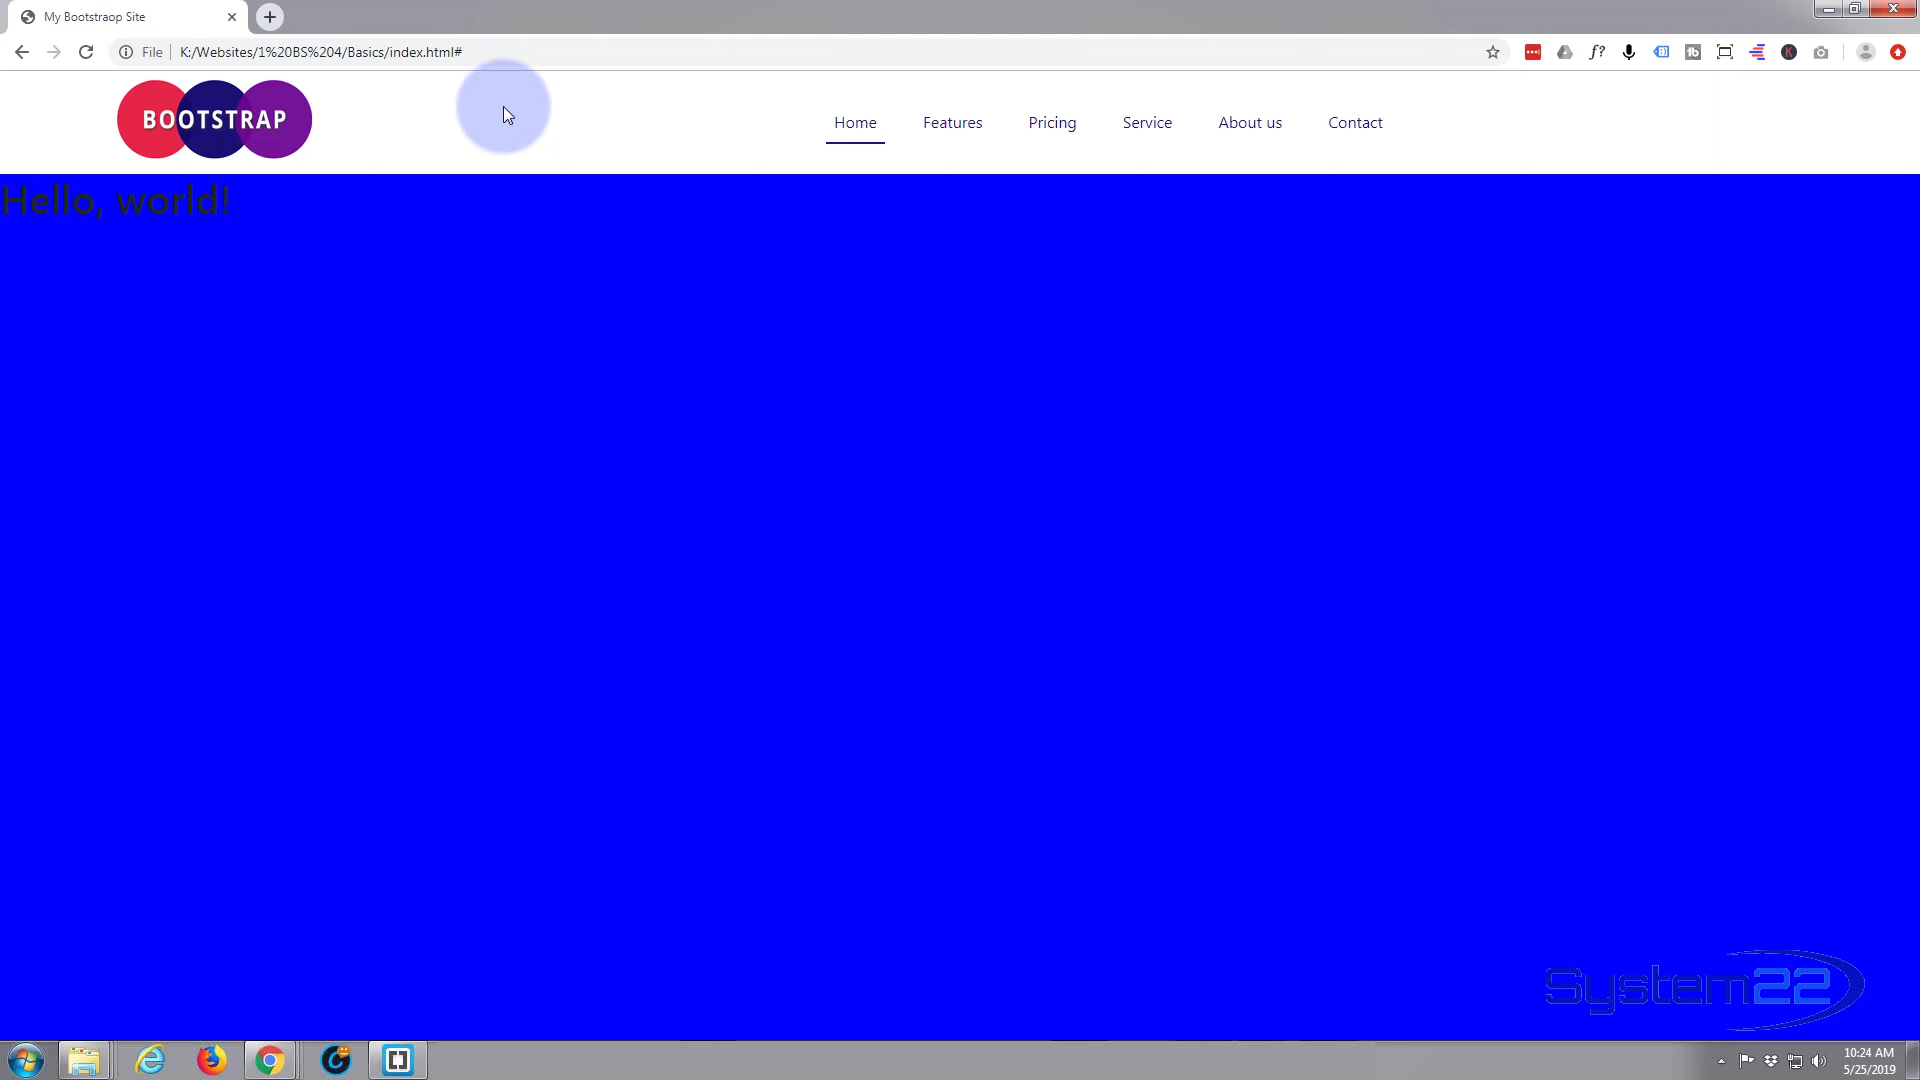 My Bootstraop Site
File K:/Websites/1%20BS%204/Basics/index.html#
BOOTSTRAP
Home Features Pricing Service About us Contact
Hello, world!
System22
10:24 AM
5/25/2019